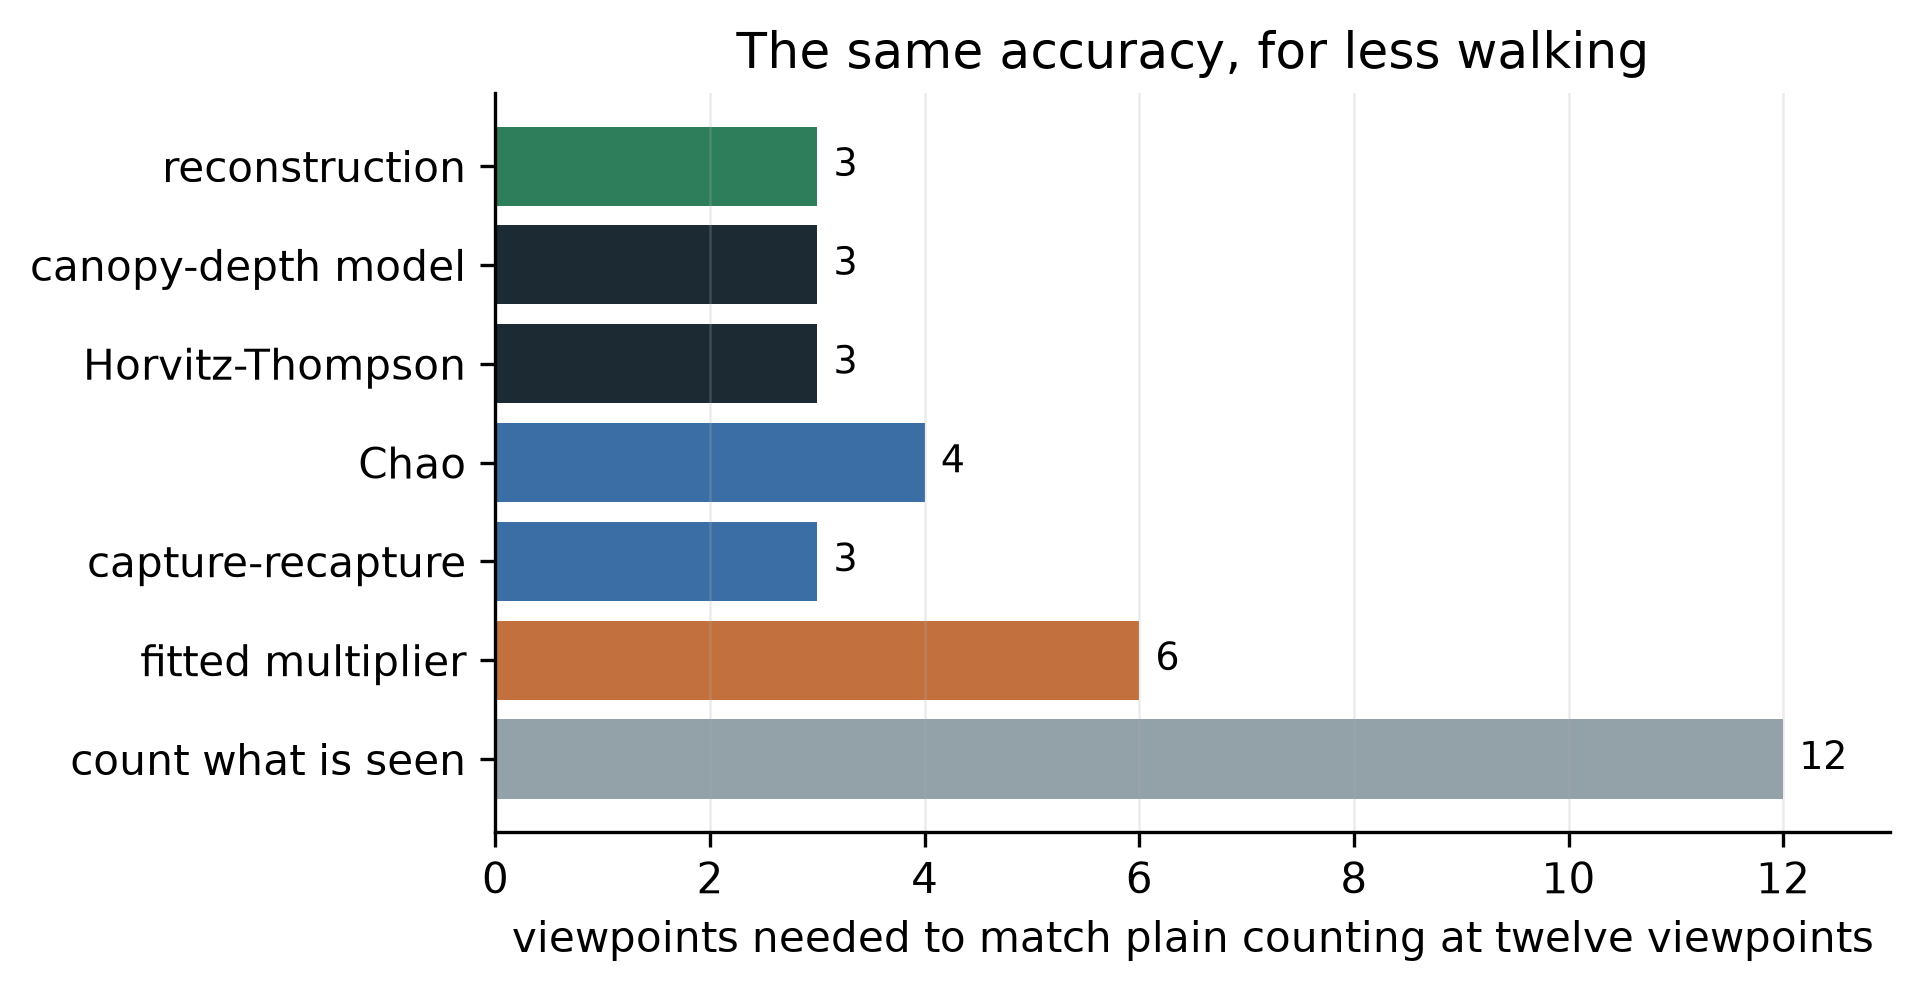 The same accuracy, for less walking
reconstruction 3
canopy-depth model 3
Horvitz-Thompson 3
Chao 4
capture-recapture 3
fitted multiplier 6
count what is seen 12
0 2 4 6 8 10 12
viewpoints needed to match plain counting at twelve viewpoints